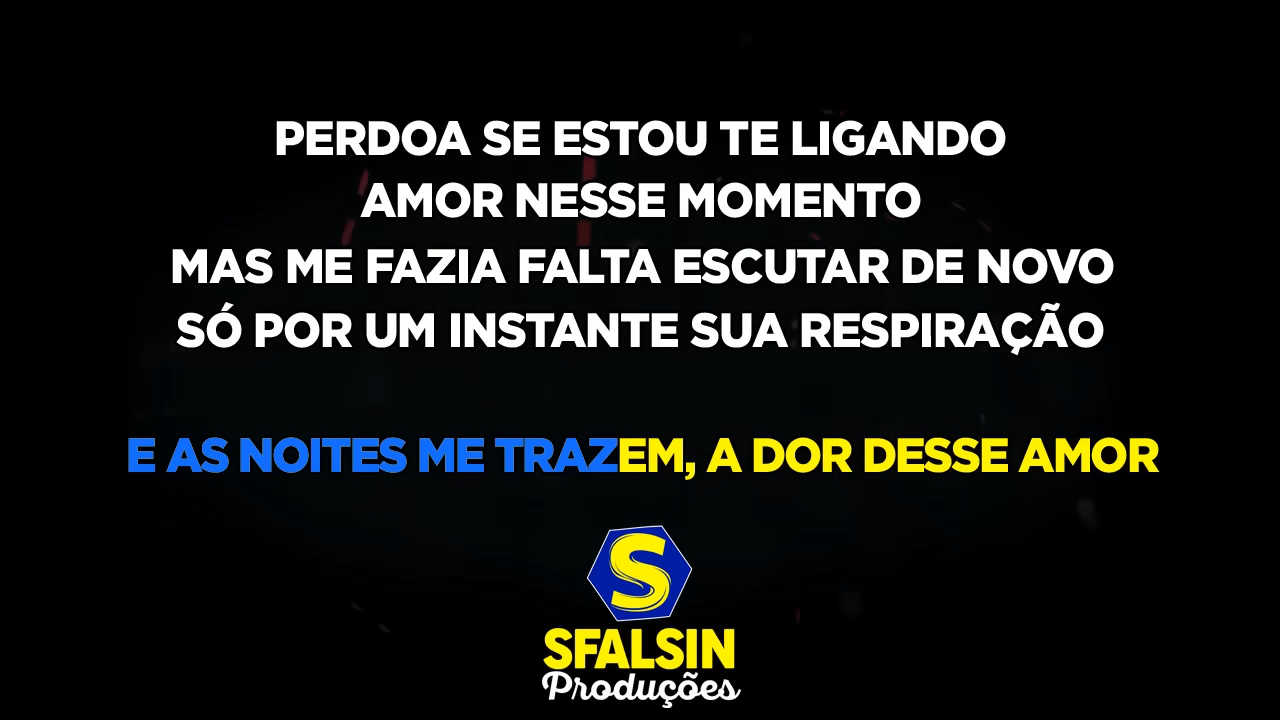 PERDOA SE ESTOU TE LIGANDO
AMOR NESSE MOMENTO
MAS ME FAZIA FALTA ESCUTAR DE NOVO
SÓ POR UM INSTANTE SUA RESPIRAÇÃO
E AS NOITES ME TRAZEM, A DOR DESSE AMOR
S
SFALSIN
Produções